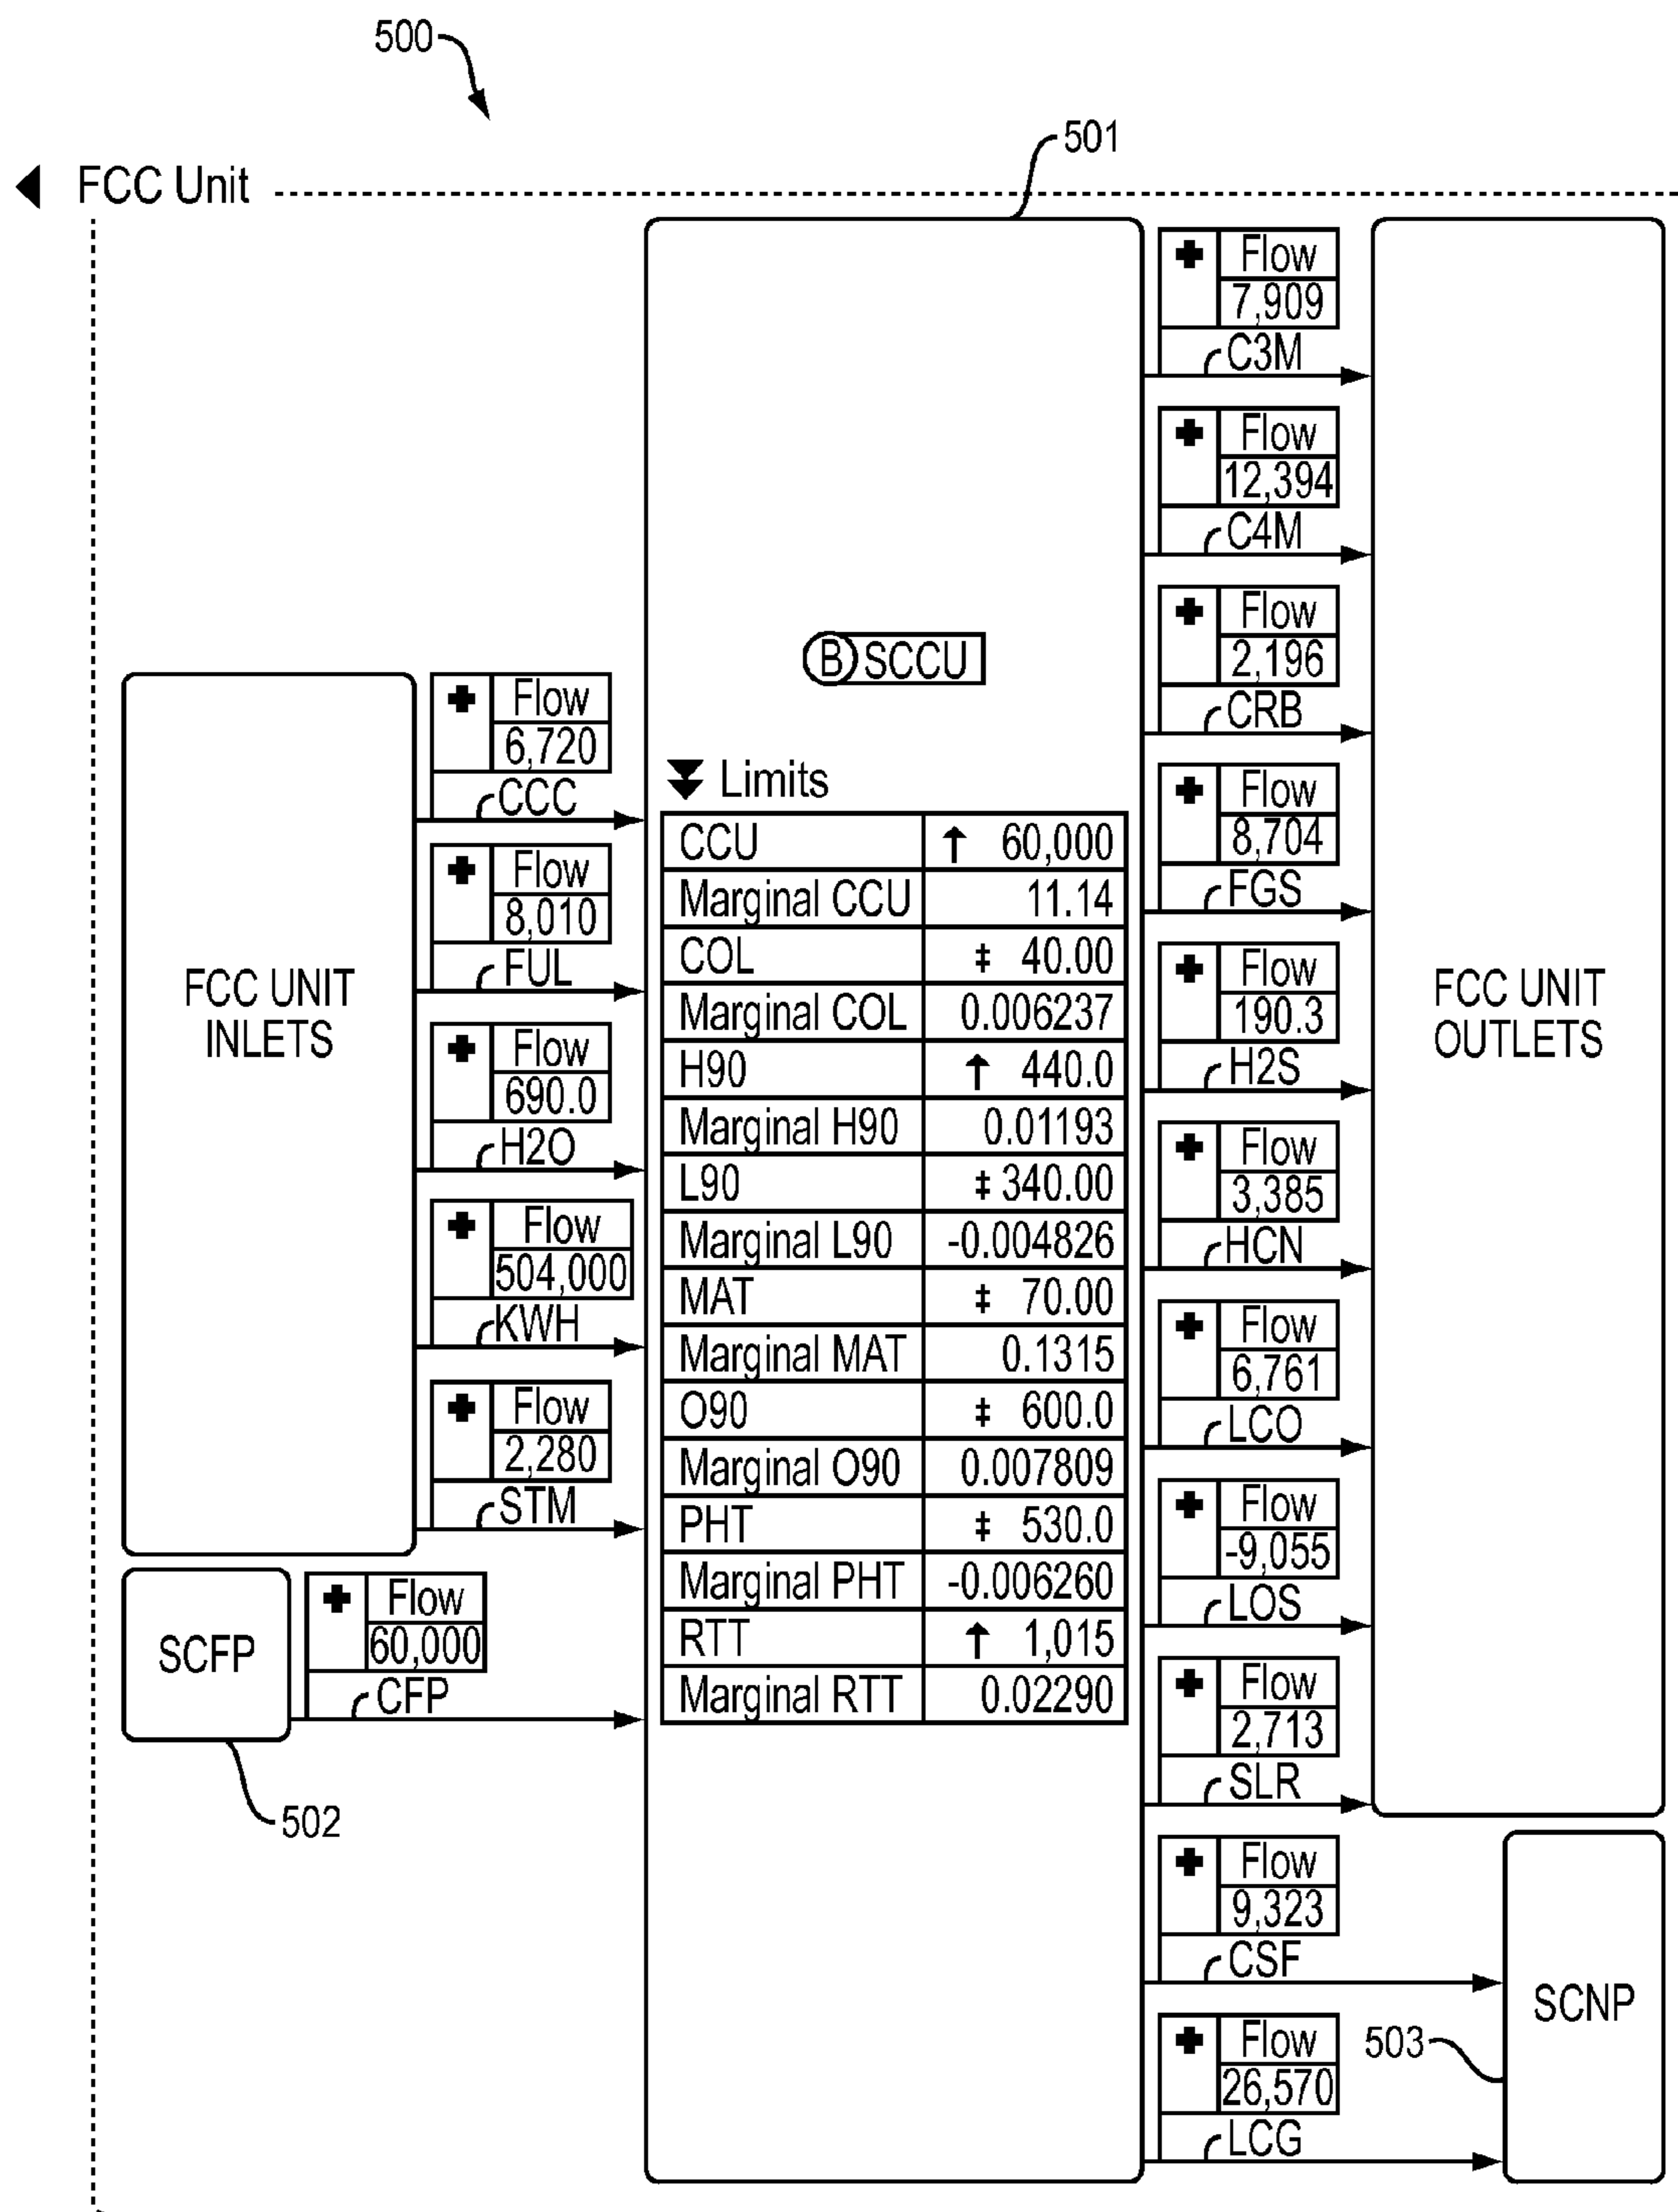 500
501
FCC Unit
FCC UNIT
INLETS
Flow
6,720
CCC
Flow
8,010
FUL
Flow
690.0
H2O
Flow
504,000
KWH
Flow
2,280
STM
SCFP
Flow
60,000
CFP
502
B SCCU
Limits
CCU ↑ 60,000
Marginal CCU 11.14
COL ‡ 40.00
Marginal COL 0.006237
H90 ↑ 440.0
Marginal H90 0.01193
L90 ‡ 340.00
Marginal L90 -0.004826
MAT ‡ 70.00
Marginal MAT 0.1315
O90 ‡ 600.0
Marginal O90 0.007809
PHT ‡ 530.0
Marginal PHT -0.006260
RTT ↑ 1,015
Marginal RTT 0.02290
Flow
7,909
C3M
Flow
12,394
C4M
Flow
2,196
CRB
Flow
8,704
FGS
Flow
190.3
H2S
Flow
3,385
HCN
Flow
6,761
LCO
Flow
-9,055
LOS
Flow
2,713
SLR
FCC UNIT
OUTLETS
Flow
9,323
CSF
Flow
26,570
LCG
503
SCNP